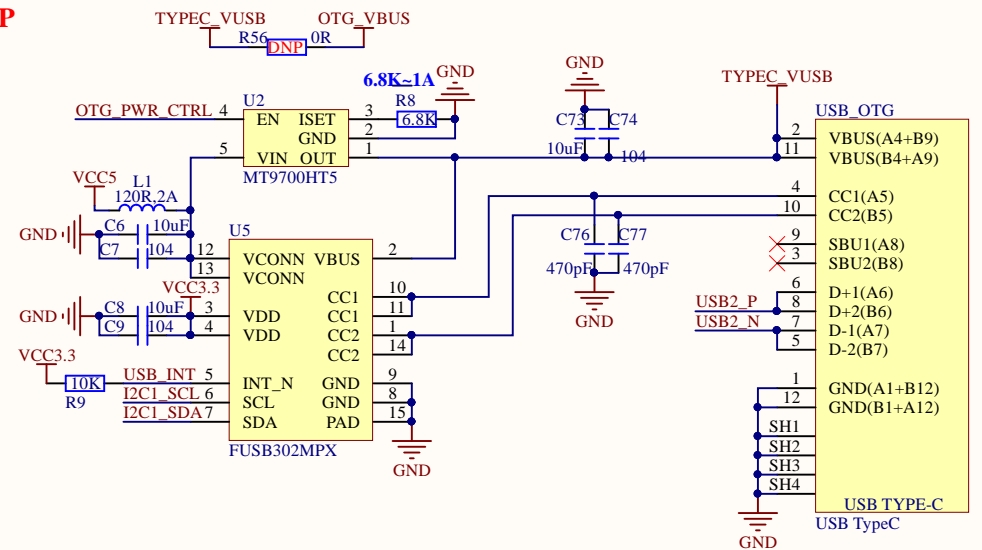 P
TYPEC_VUSB OTG_VBUS
R56 DNP 0R
6.8K~1A GND
OTG_PWR_CTRL 4 U2 3 R8
EN ISET 6.8K
GND 2
5 VIN OUT 1
MT9700HT5
GND
C73 C74
10uF 104
TYPEC_VUSB
USB_OTG
2 VBUS(A4+B9)
11 VBUS(B4+A9)
4 CC1(A5)
10 CC2(B5)
9 SBU1(A8)
3 SBU2(B8)
6 D+1(A6)
USB2_P 8 D+2(B6)
USB2_N 7 D-1(A7)
5 D-2(B7)
1 GND(A1+B12)
12 GND(B1+A12)
SH1
SH2
SH3
SH4
USB TYPE-C
USB TypeC
GND
VCC5 L1
120R,2A
GND C6 10uF
C7 104
U5
12 VCONN VBUS 2
13 VCONN
VCC3.3
CC1 10
GND C8 10uF 3 VDD CC1 11
C9 104 4 VDD CC2 1
CC2 14
VCC3.3
10K USB_INT 5 INT_N GND 9
R9 I2C1_SCL 6 SCL GND 8
I2C1_SDA 7 SDA PAD 15
FUSB302MPX
GND
C76 C77
470pF 470pF
GND